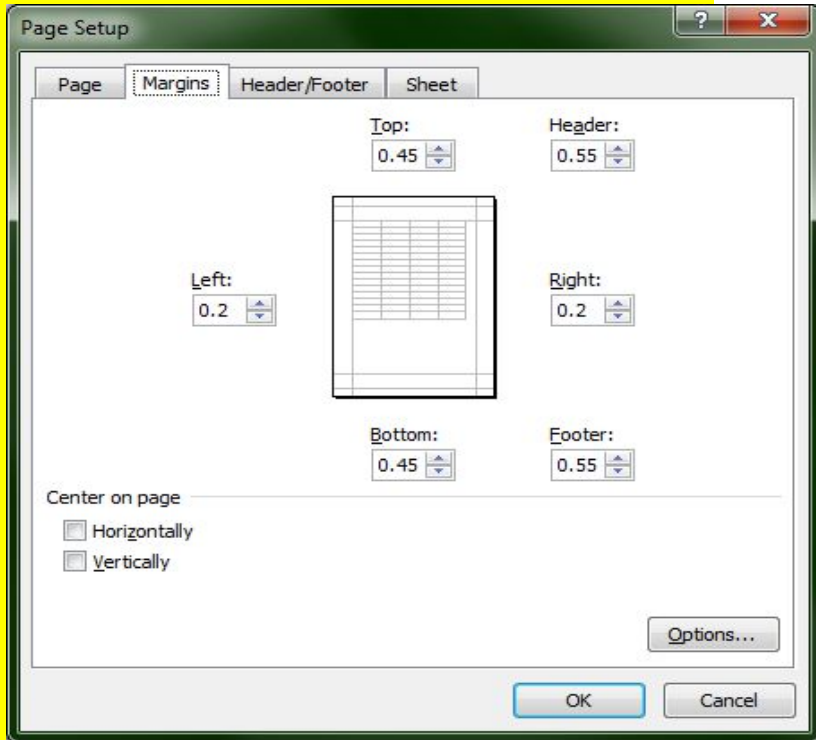 Page Setup
?
X
Page Margins Header/Footer Sheet
Top: Header:
0.45 0.55
Left: Right:
0.2 0.2
Bottom: Footer:
0.45 0.55
Center on page
Horizontally
Vertically
Options...
OK Cancel